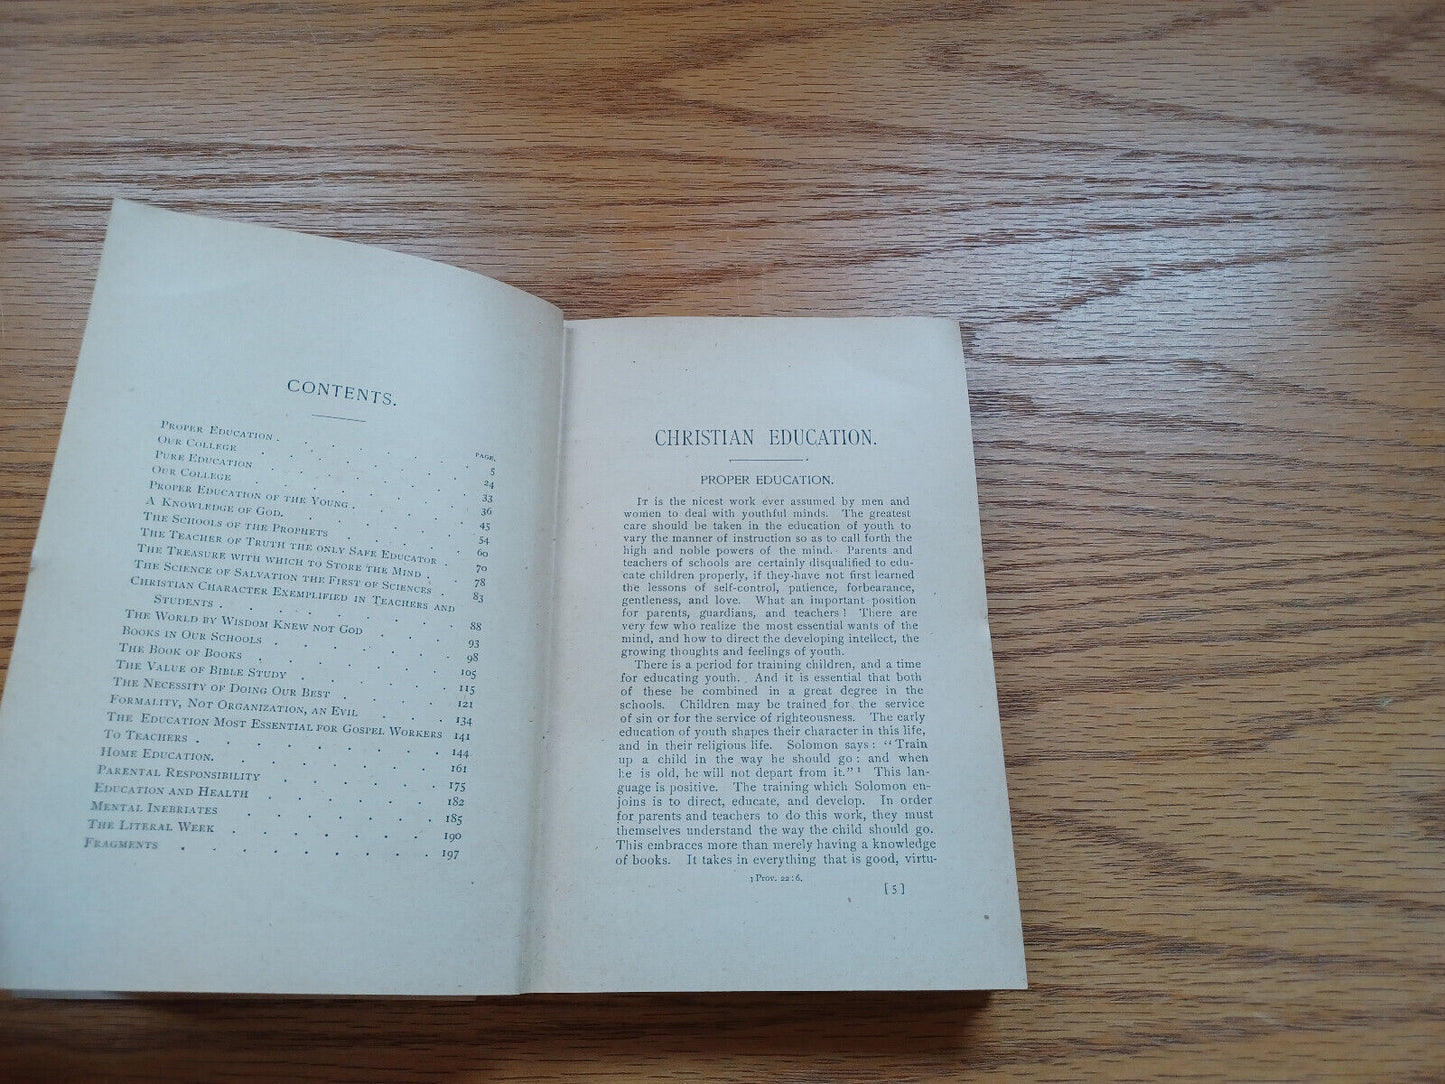 CONTENTS.
PAGE.
PROPER EDUCATION . . . . . . . 5
OUR COLLEGE . . . . . . . 24
PURE EDUCATION . . . . . . . 33
OUR COLLEGE . . . . . . . 36
PROPER EDUCATION OF THE YOUNG . . . . 45
A KNOWLEDGE OF GOD. . . . . . . 54
THE SCHOOLS OF THE PROPHETS . . . . . 60
THE TEACHER OF TRUTH THE ONLY SAFE EDUCATOR . . 70
THE TREASURE WITH WHICH TO STORE THE MIND . . . 78
THE SCIENCE OF SALVATION THE FIRST OF SCIENCES . . 83
CHRISTIAN CHARACTER EXEMPLIFIED IN TEACHERS AND
STUDENTS . . . . . . . . 88
THE WORLD BY WISDOM KNEW NOT GOD . . . . 93
BOOKS IN OUR SCHOOLS . . . . . . . 98
THE BOOK OF BOOKS . . . . . . . 105
THE VALUE OF BIBLE STUDY . . . . . . 115
THE NECESSITY OF DOING OUR BEST . . . . . 121
FORMALITY, NOT ORGANIZATION, AN EVIL . . . . 134
THE EDUCATION MOST ESSENTIAL FOR GOSPEL WORKERS 141
TO TEACHERS . . . . . . . . 144
HOME EDUCATION. . . . . . . . 161
PARENTAL RESPONSIBILITY . . . . . . 175
EDUCATION AND HEALTH . . . . . . . 182
MENTAL INEBRIATES . . . . . . . 185
THE LITERAL WEEK . . . . . . . 190
FRAGMENTS . . . . . . . . 197
CHRISTIAN EDUCATION.
PROPER EDUCATION.
IT is the nicest work ever assumed by men and
women to deal with youthful minds. The greatest
care should be taken in the education of youth to
vary the manner of instruction so as to call forth the
high and noble powers of the mind. Parents and
teachers of schools are certainly disqualified to edu-
cate children properly, if they have not first learned
the lessons of self-control, patience, forbearance,
gentleness, and love. What an important position
for parents, guardians, and teachers! There are
very few who realize the most essential wants of the
mind, and how to direct the developing intellect, the
growing thoughts and feelings of youth.
There is a period for training children, and a time
for educating youth. And it is essential that both
of these be combined in a great degree in the
schools. Children may be trained for the service
of sin or for the service of righteousness. The early
education of youth shapes their character in this life,
and in their religious life. Solomon says: "Train
up a child in the way he should go: and when
he is old, he will not depart from it."¹ This lan-
guage is positive. The training which Solomon en-
joins is to direct, educate, and develop. In order
for parents and teachers to do this work, they must
themselves understand the way the child should go.
This embraces more than merely having a knowledge
of books. It takes in everything that is good, virtu-
1 Prov. 22:6.
[5]